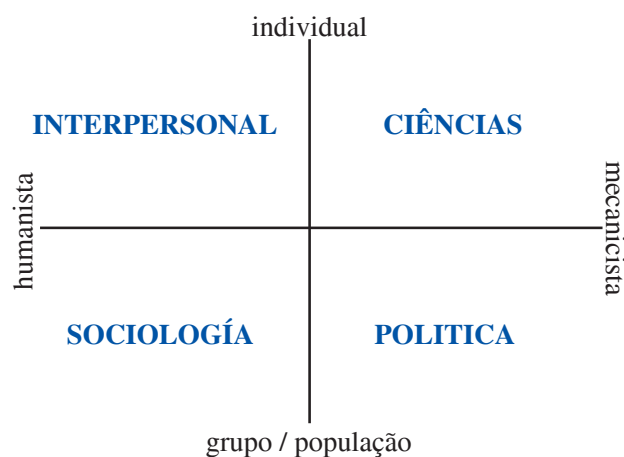 individual
INTERPERSONAL
CIÊNCIAS
humanista
mecanicista
SOCIOLOGÍA
POLITICA
grupo / população